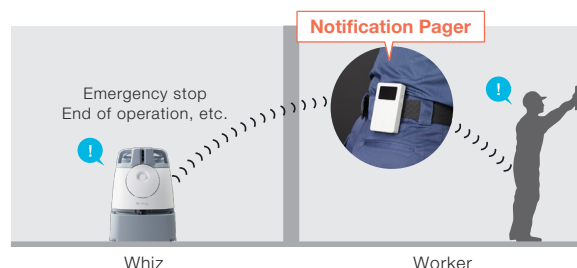 Notification Pager
Emergency stop
End of operation, etc.
!
!
Whiz
Worker